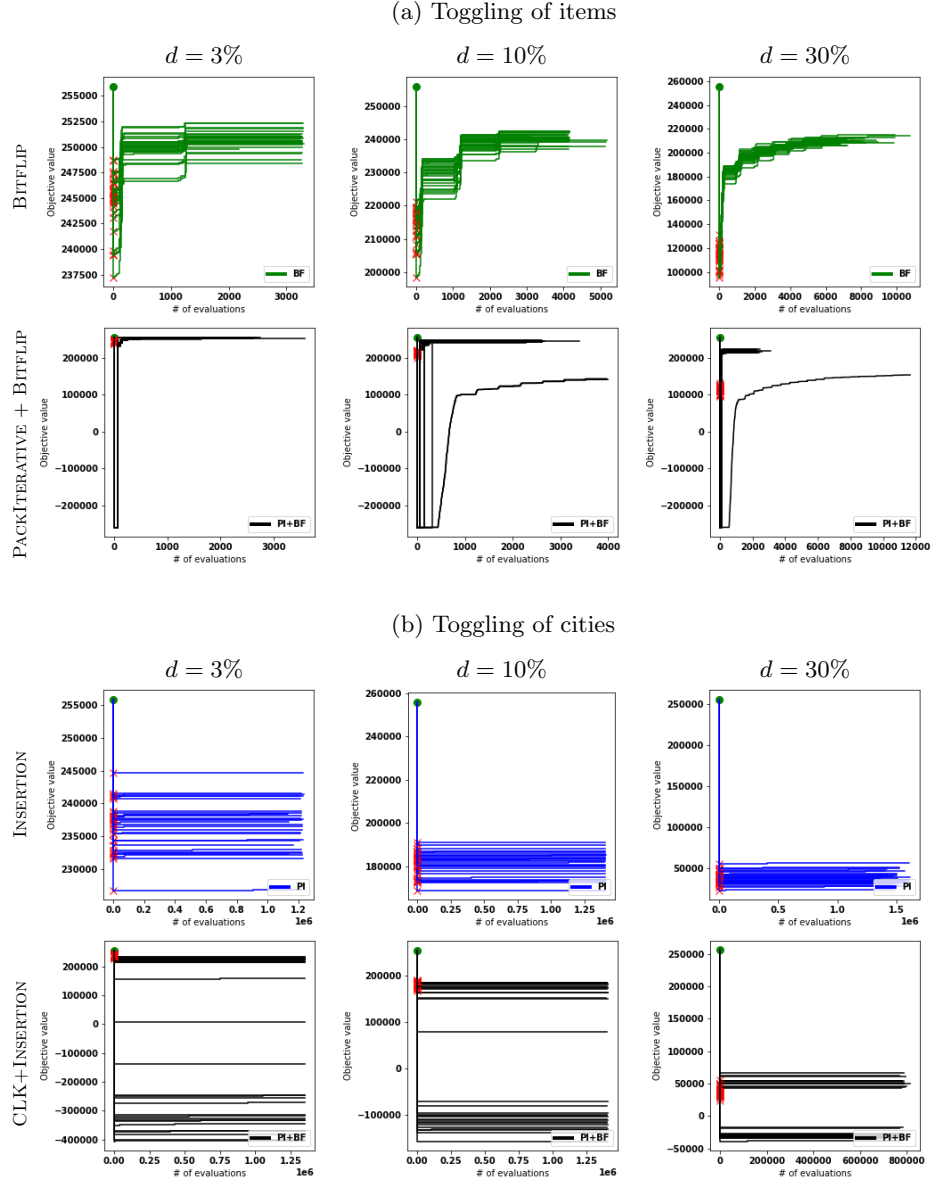 (a) Toggling of items
d = 3% d = 10% d = 30%
BITFLIP
Objective value
255000
252500
250000
247500
245000
242500
240000
237500
0 1000 2000 3000
# of evaluations
BF
Objective value
250000
240000
230000
220000
210000
200000
0 1000 2000 3000 4000 5000
# of evaluations
BF
Objective value
260000
240000
220000
200000
180000
160000
140000
120000
100000
0 2000 4000 6000 8000 10000
# of evaluations
BF
PACKITERATIVE + BITFLIP
Objective value
200000
100000
0
−100000
−200000
0 1000 2000 3000
# of evaluations
PI+BF
Objective value
200000
100000
0
−100000
−200000
0 1000 2000 3000 4000
# of evaluations
PI+BF
Objective value
200000
100000
0
−100000
−200000
0 2000 4000 6000 8000 10000 12000
# of evaluations
PI+BF
(b) Toggling of cities
d = 3% d = 10% d = 30%
INSERTION
Objective value
255000
250000
245000
240000
235000
230000
0.0 0.2 0.4 0.6 0.8 1.0 1.2
# of evaluations 1e6
PI
Objective value
260000
240000
220000
200000
180000
160000
0.00 0.25 0.50 0.75 1.00 1.25
# of evaluations 1e6
PI
Objective value
250000
200000
150000
100000
50000
0
0.0 0.5 1.0 1.5
# of evaluations 1e6
PI
CLK+INSERTION
Objective value
200000
100000
0
−100000
−200000
−300000
−400000
0.00 0.25 0.50 0.75 1.00 1.25
# of evaluations 1e6
PI+BF
Objective value
200000
100000
0
−100000
0.00 0.25 0.50 0.75 1.00 1.25
# of evaluations 1e6
PI+BF
Objective value
250000
200000
150000
100000
50000
0
−50000
0 200000 400000 600000 800000
# of evaluations
PI+BF